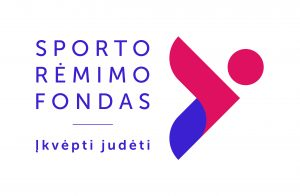 SPORTO
RĖMIMO
FONDAS
Įkvėpti judėti